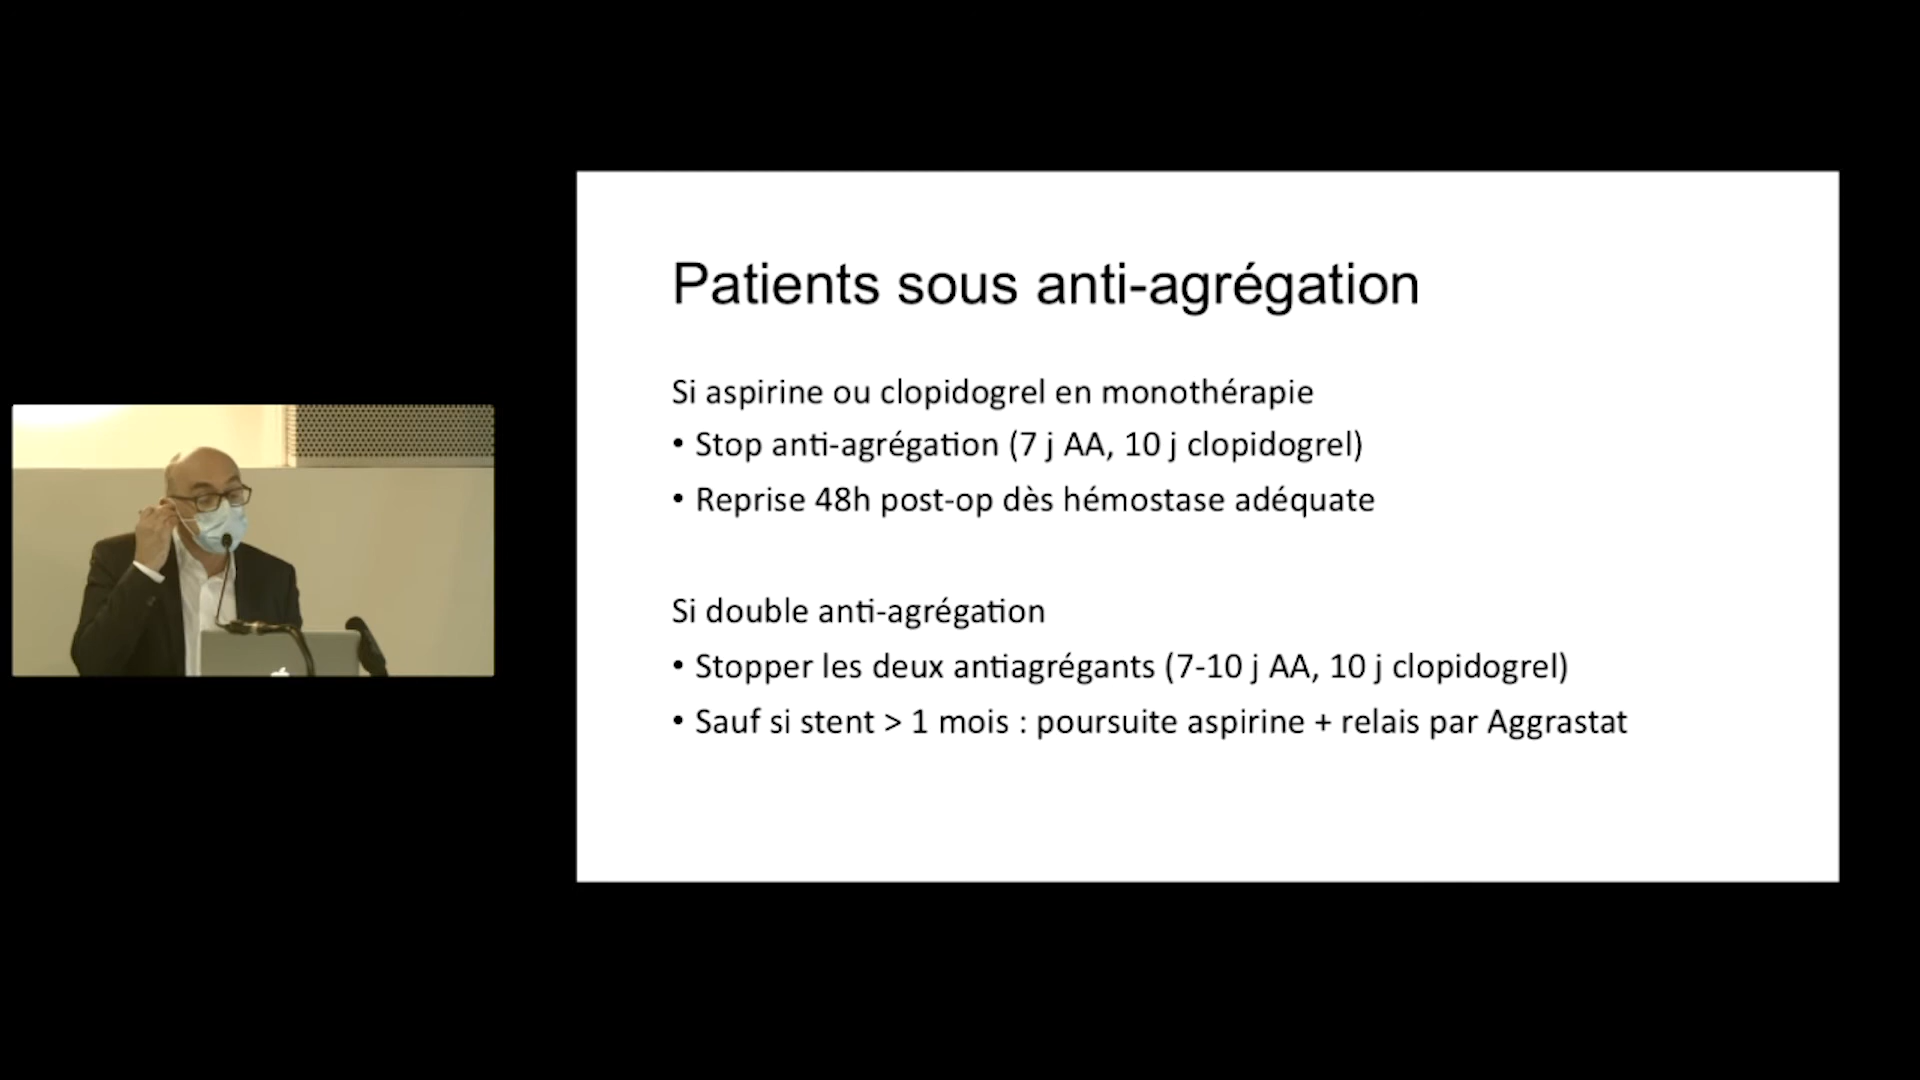 Patients sous anti-agrégation
Si aspirine ou clopidogrel en monothérapie
• Stop anti-agrégation (7 j AA, 10 j clopidogrel)
• Reprise 48h post-op dès hémostase adéquate
Si double anti-agrégation
• Stopper les deux antiagrégants (7-10 j AA, 10 j clopidogrel)
• Sauf si stent > 1 mois : poursuite aspirine + relais par Aggrastat